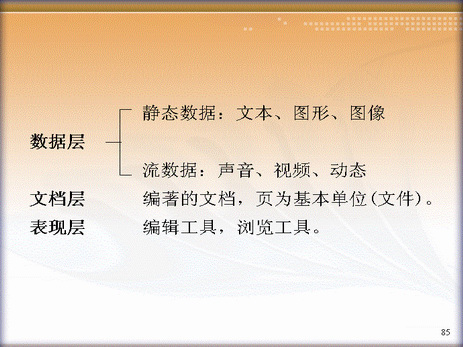 静态数据：文本、图形、图像
数据层
流数据：声音、视频、动态
文档层 编著的文档，页为基本单位(文件)。
表现层 编辑工具，浏览工具。
85